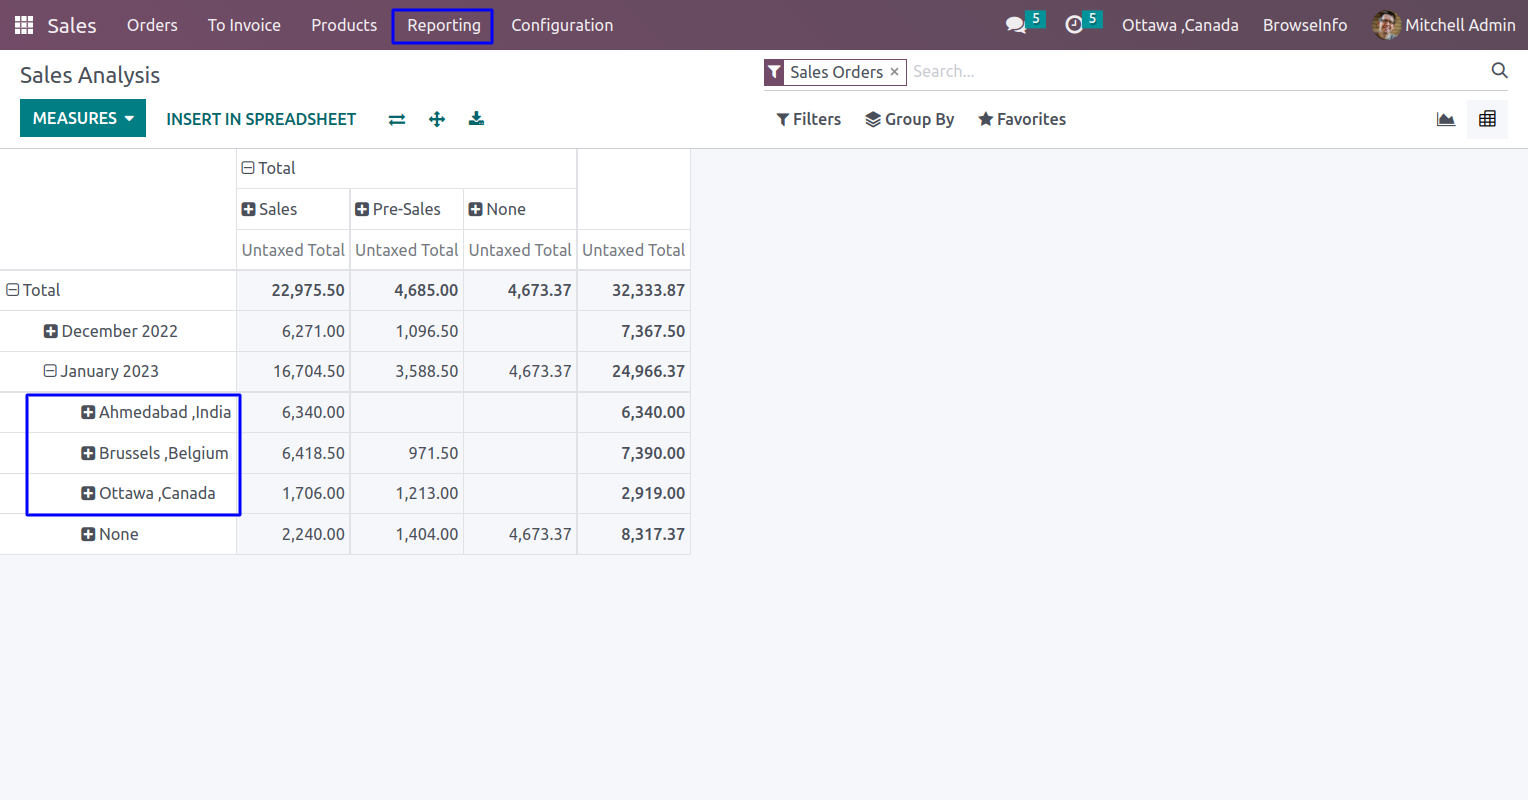 Sales Orders To Invoice Products Reporting Configuration 5 5 Ottawa ,Canada BrowseInfo Mitchell Admin
Sales Analysis Sales Orders × Search...
MEASURES INSERT IN SPREADSHEET Filters Group By Favorites
Total
Sales Pre-Sales None
Untaxed Total Untaxed Total Untaxed Total Untaxed Total
Total 22,975.50 4,685.00 4,673.37 32,333.87
December 2022 6,271.00 1,096.50 7,367.50
January 2023 16,704.50 3,588.50 4,673.37 24,966.37
Ahmedabad ,India 6,340.00 6,340.00
Brussels ,Belgium 6,418.50 971.50 7,390.00
Ottawa ,Canada 1,706.00 1,213.00 2,919.00
None 2,240.00 1,404.00 4,673.37 8,317.37